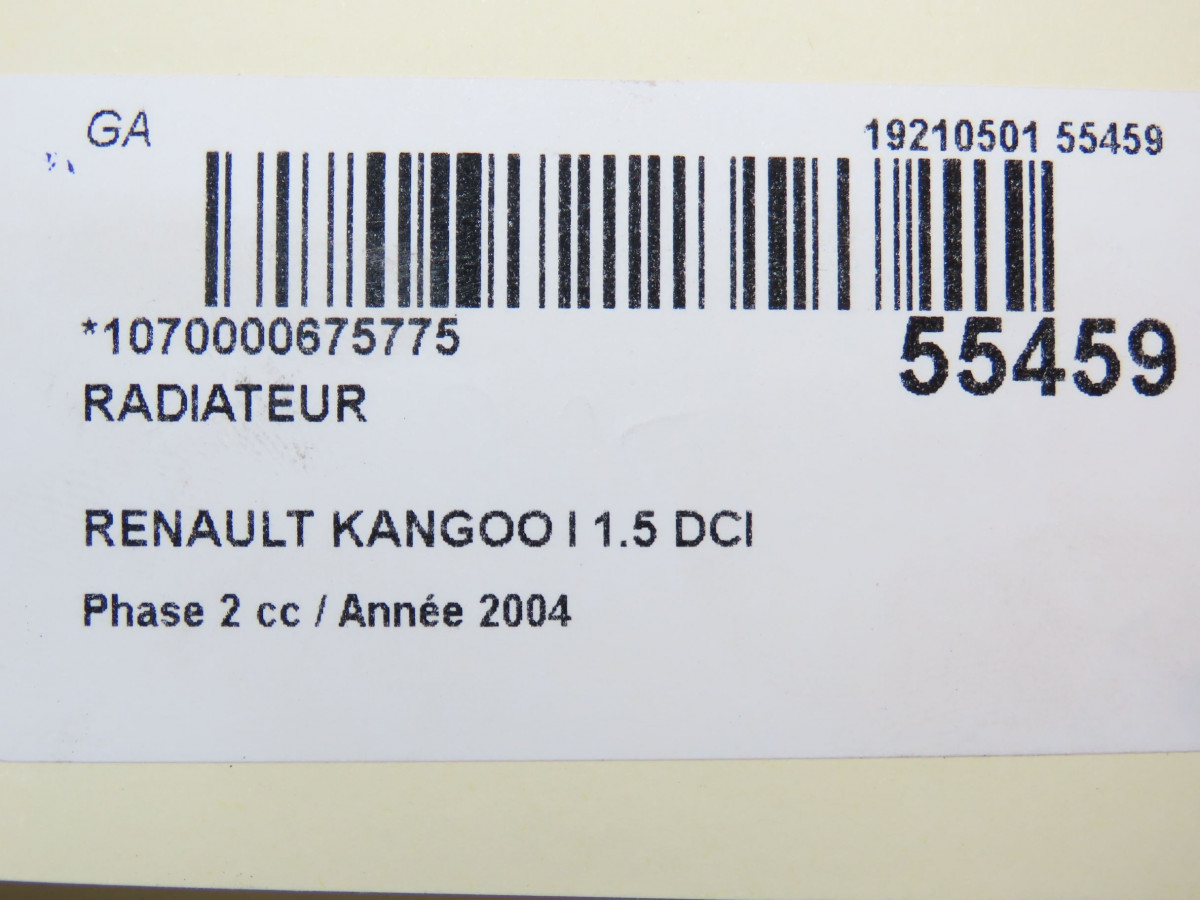 GA
19210501 55459
*1070000675775
55459
RADIATEUR
RENAULT KANGOO I 1.5 DCI
Phase 2 cc / Année 2004